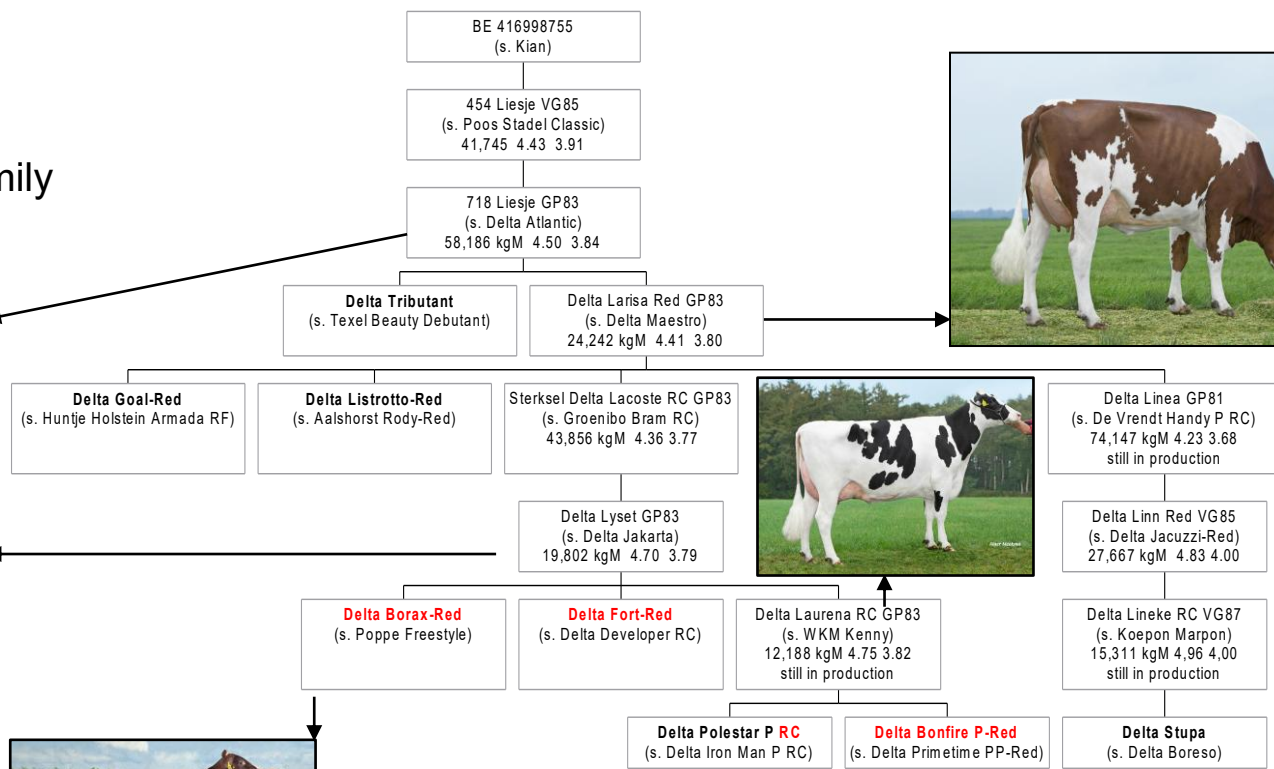 BE 416998755
(s. Kian)
454 Liesje VG85
(s. Poos Stadel Classic)
41,745 4.43 3.91
mily
718 Liesje GP83
(s. Delta Atlantic)
58,186 kgM 4.50 3.84
Delta Tributant
(s. Texel Beauty Debutant)
Delta Larisa Red GP83
(s. Delta Maestro)
24,242 kgM 4.41 3.80
Delta Goal-Red
(s. Huntje Holstein Armada RF)
Delta Listrotto-Red
(s. Aalshorst Rody-Red)
Sterksel Delta Lacoste RC GP83
(s. Groenibo Bram RC)
43,856 kgM 4.36 3.77
Delta Linea GP81
(s. De Vrendt Handy P RC)
74,147 kgM 4.23 3.68
still in production
Delta Lyset GP83
(s. Delta Jakarta)
19,802 kgM 4.70 3.79
Delta Linn Red VG85
(s. Delta Jacuzzi-Red)
27,667 kgM 4.83 4.00
Delta Borax-Red
(s. Poppe Freestyle)
Delta Fort-Red
(s. Delta Developer RC)
Delta Laurena RC GP83
(s. WKM Kenny)
12,188 kgM 4.75 3.82
still in production
Delta Lineke RC VG87
(s. Koepon Marpon)
15,311 kgM 4,96 4,00
still in production
Delta Polestar P RC
(s. Delta Iron Man P RC)
Delta Bonfire P-Red
(s. Delta Primetime PP-Red)
Delta Stupa
(s. Delta Boreso)